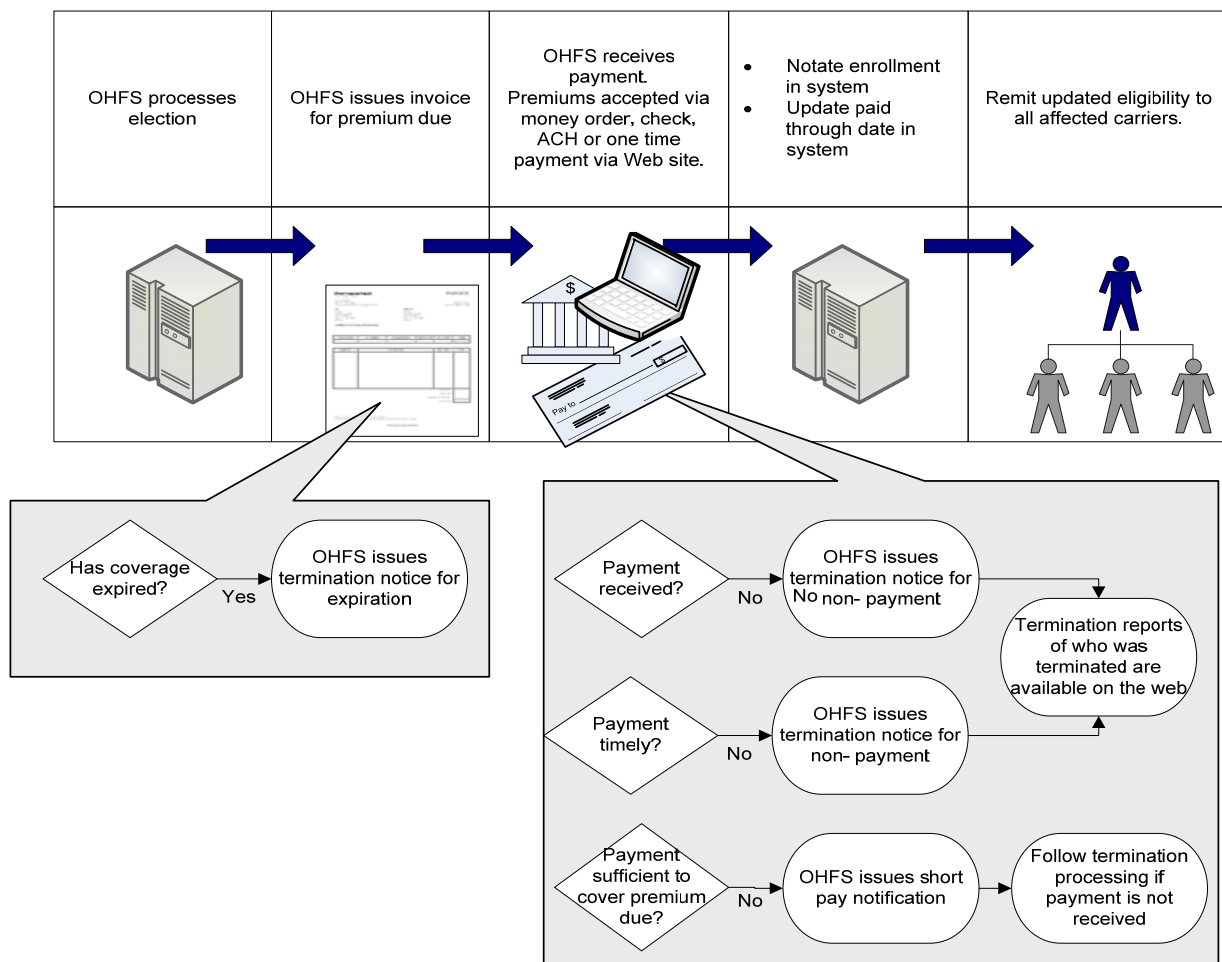 OHFS processes
election
OHFS issues invoice
for premium due
OHFS receives
payment.
Premiums accepted via
money order, check,
ACH or one time
payment via Web site.
• Notate enrollment
in system
• Update paid
through date in
system
Remit updated eligibility to
all affected carriers.
$
Pay to
$
Has coverage
expired?
Yes
OHFS issues
termination notice for
expiration
Payment
received?
No
OHFS issues
termination notice for
No
non- payment
Termination reports
of who was
terminated are
available on the web
Payment
timely?
No
OHFS issues
termination notice for
non- payment
Payment
sufficient to
cover premium
due?
No
OHFS issues short
pay notification
Follow termination
processing if
payment is not
received